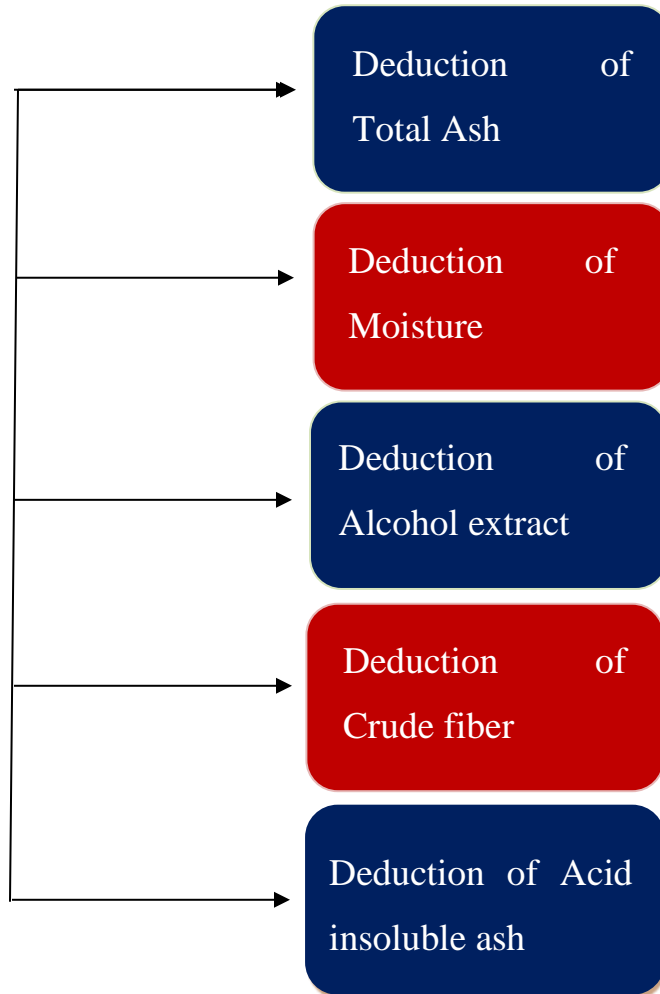 Deduction of
Total Ash
Deduction of
Moisture
Deduction of
Alcohol extract
Deduction of
Crude fiber
Deduction of Acid
insoluble ash